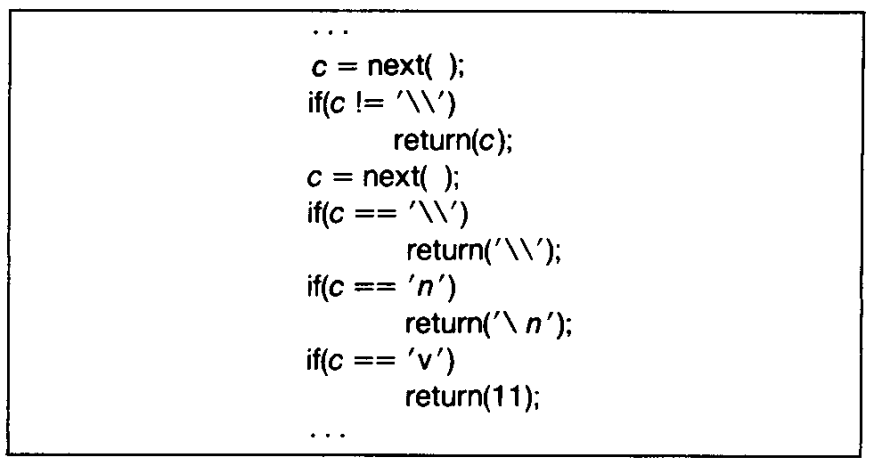 ...
c = next( );
if(c != '\\')
return(c);
c = next( );
if(c == '\\')
return('\\');
if(c == 'n')
return('\ n');
if(c == 'v')
return(11);
...